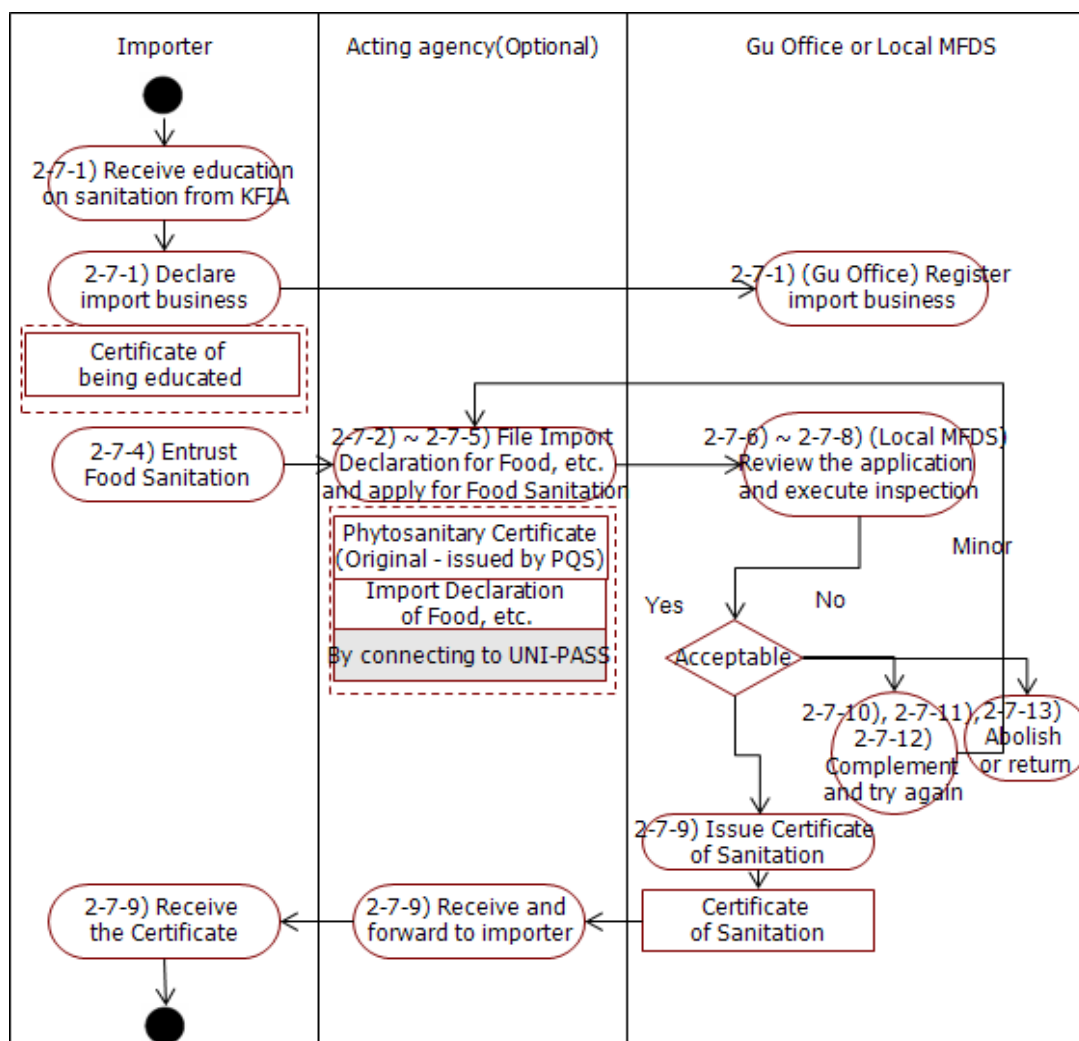 Importer
Acting agency(Optional)
Gu Office or Local MFDS
2-7-1) Receive education
on sanitation from KFIA
2-7-1) Declare
import business
2-7-1) (Gu Office) Register
import business
Certificate of
being educated
2-7-4) Entrust
Food Sanitation
2-7-2) ~ 2-7-5) File Import
Declaration for Food, etc.
and apply for Food Sanitation
2-7-6) ~ 2-7-8) (Local MFDS)
Review the application
and execute inspection
Phytosanitary Certificate
(Original - issued by PQS)
Import Declaration
of Food, etc.
By connecting to UNI-PASS
Minor
Yes
No
Acceptable
2-7-10), 2-7-11),
2-7-12)
Complement
and try again
2-7-13)
Abolish
or return
2-7-9) Issue Certificate
of Sanitation
2-7-9) Receive
the Certificate
2-7-9) Receive and
forward to importer
Certificate
of Sanitation